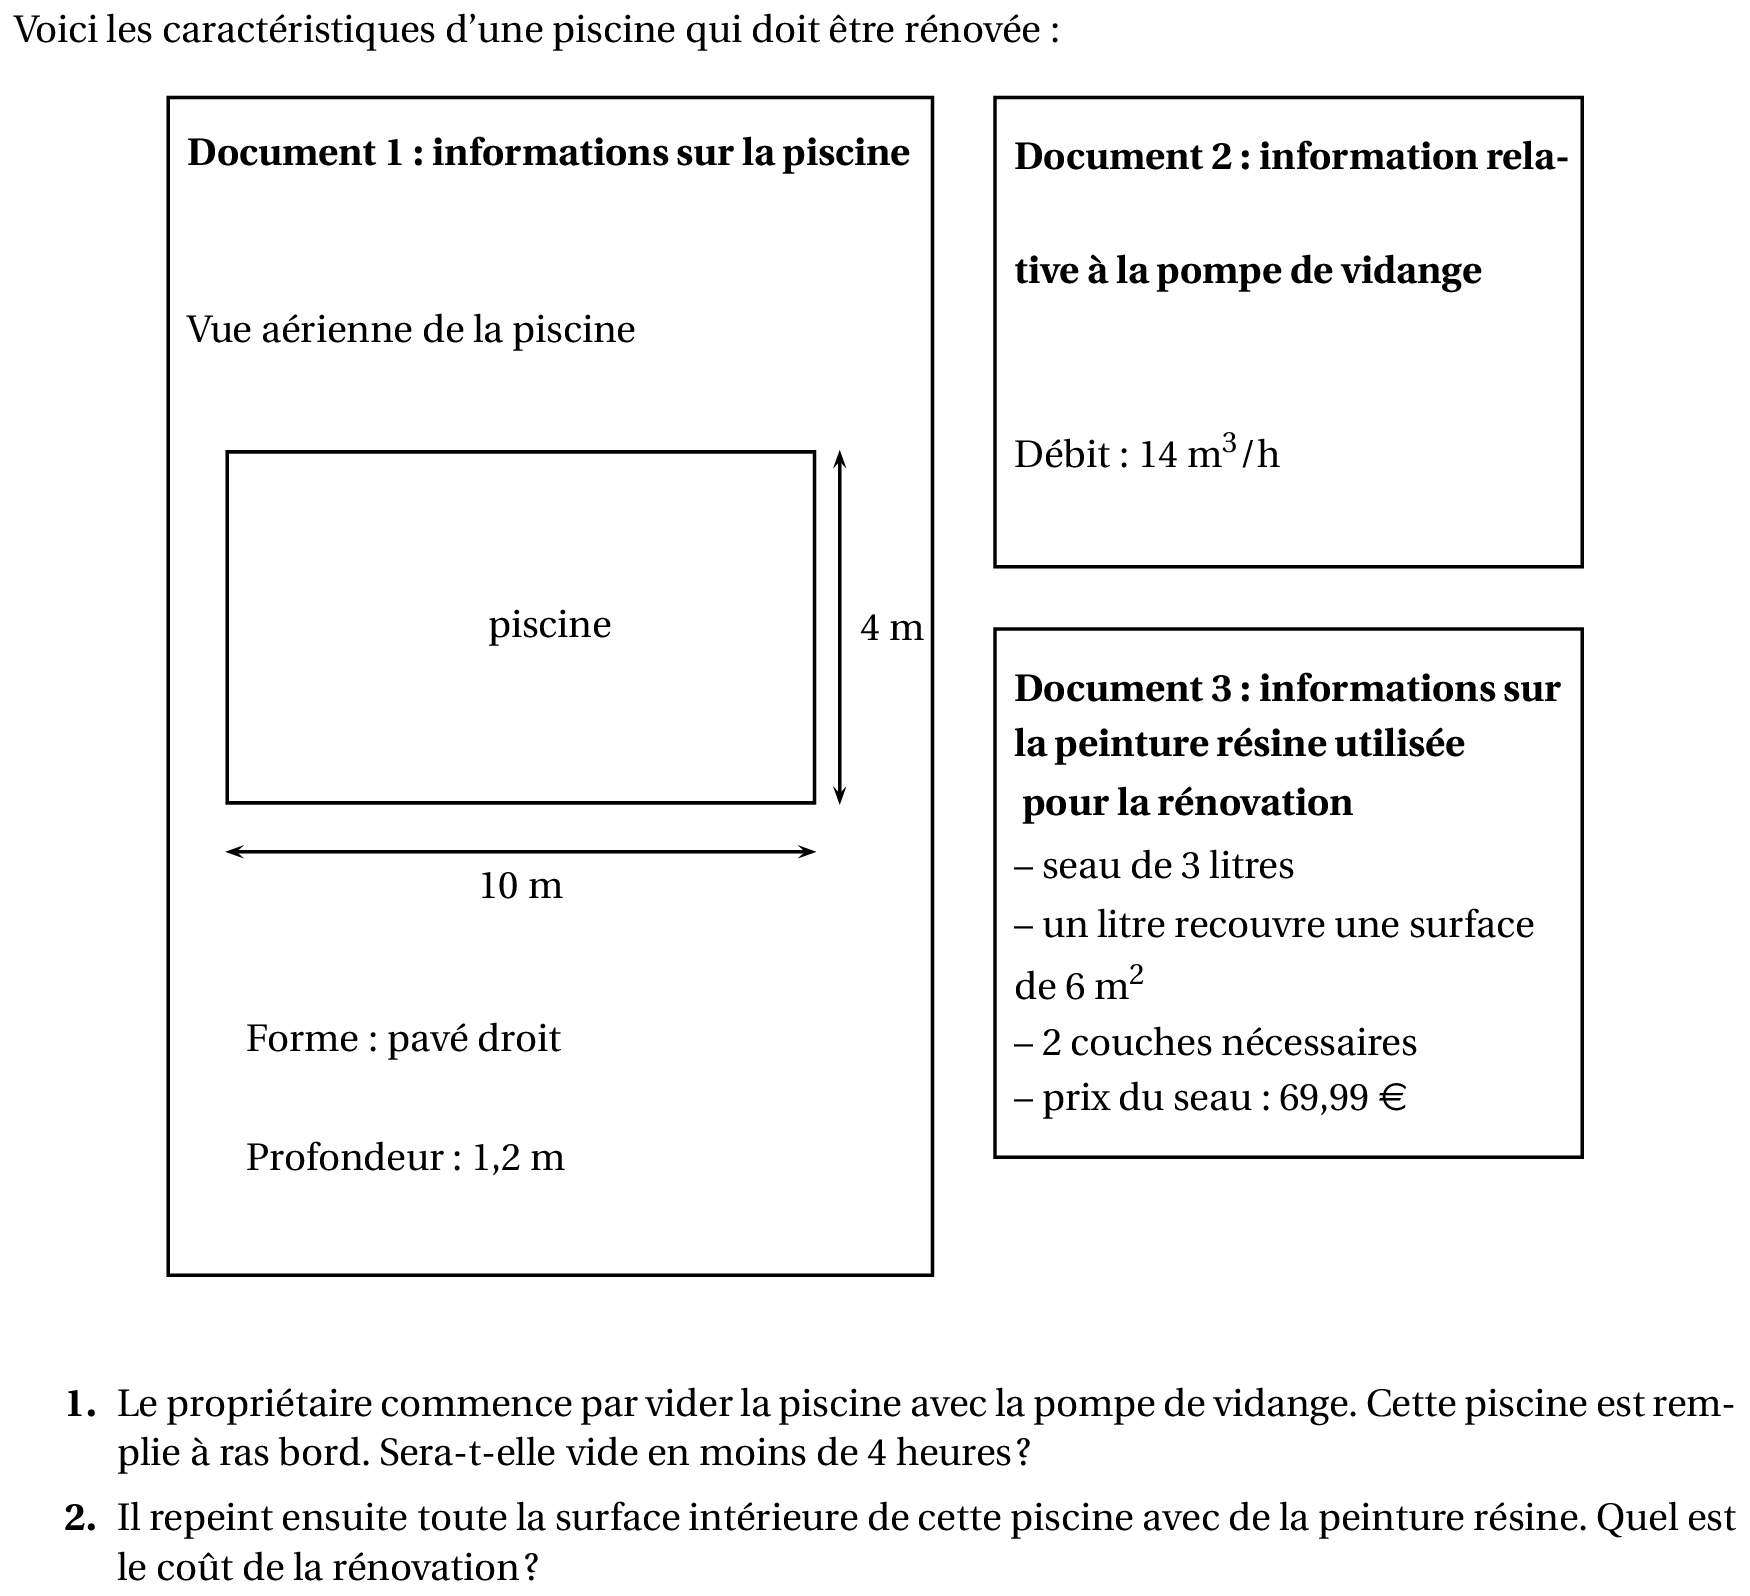 Voici les caractéristiques d'une piscine qui doit être rénovée :
Document 1 : informations sur la piscine
Vue aérienne de la piscine
piscine
4 m
10 m
Forme : pavé droit
Profondeur : 1,2 m
Document 2 : information rela-
tive à la pompe de vidange
Débit : 14 m³/h
Document 3 : informations sur
la peinture résine utilisée
pour la rénovation
– seau de 3 litres
– un litre recouvre une surface
de 6 m²
– 2 couches nécessaires
– prix du seau : 69,99 €
1. Le propriétaire commence par vider la piscine avec la pompe de vidange. Cette piscine est rem-
plie à ras bord. Sera-t-elle vide en moins de 4 heures ?
2. Il repeint ensuite toute la surface intérieure de cette piscine avec de la peinture résine. Quel est
le coût de la rénovation ?